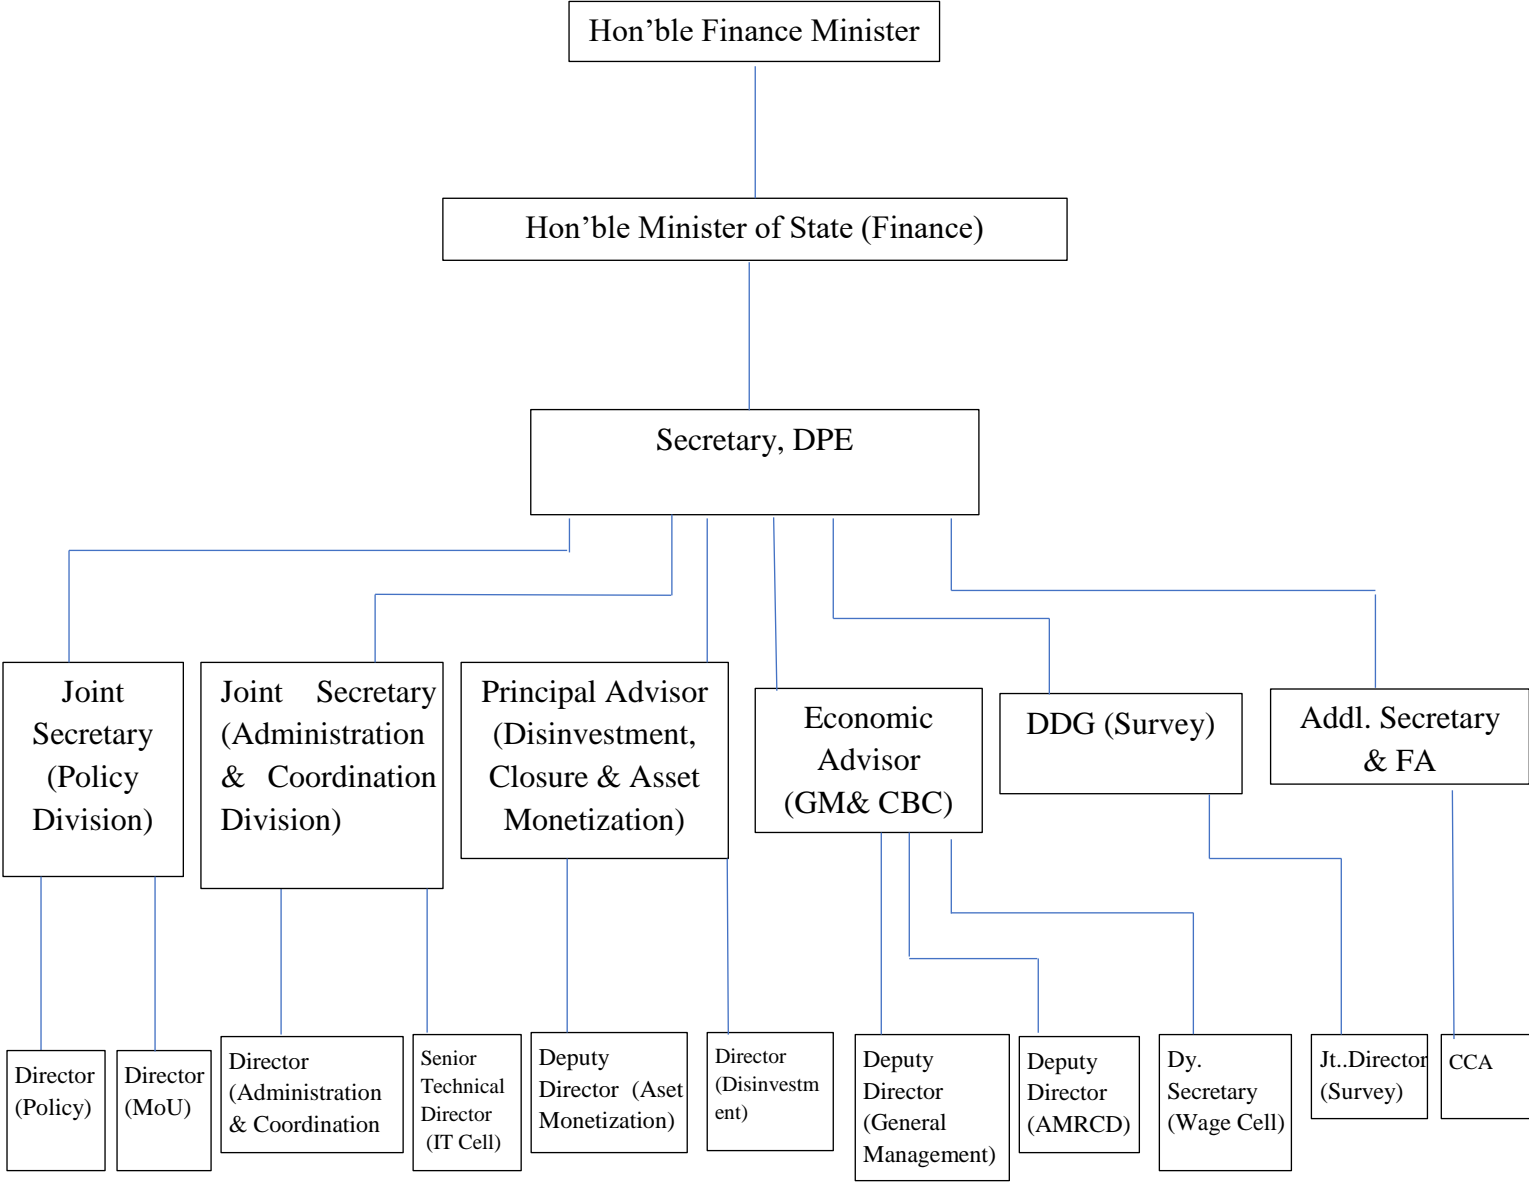 Hon’ble Finance Minister
Hon’ble Minister of State (Finance)
Secretary, DPE
Joint
Secretary
(Policy
Division)
Joint Secretary
(Administration
& Coordination
Division)
Principal Advisor
(Disinvestment,
Closure & Asset
Monetization)
Economic
Advisor
(GM& CBC)
DDG (Survey)
Addl. Secretary
& FA
Director
(Policy)
Director
(MoU)
Director
(Administration
& Coordination
Senior
Technical
Director
(IT Cell)
Deputy
Director (Aset
Monetization)
Director
(Disinvestm
ent)
Deputy
Director
(General
Management)
Deputy
Director
(AMRCD)
Dy.
Secretary
(Wage Cell)
Jt..Director
(Survey)
CCA